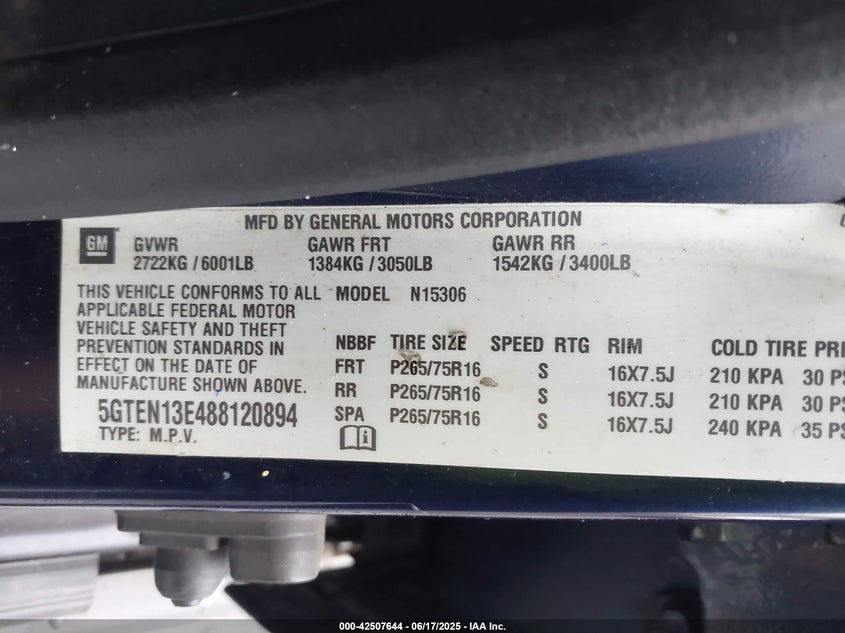 MFD BY GENERAL MOTORS CORPORATION
GM
GVWR GAWR FRT GAWR RR
2722KG / 6001LB 1384KG / 3050LB 1542KG / 3400LB
THIS VEHICLE CONFORMS TO ALL
APPLICABLE FEDERAL MOTOR
VEHICLE SAFETY AND THEFT
PREVENTION STANDARDS IN
EFFECT ON THE DATE OF
MANUFACTURE SHOWN ABOVE.
5GTEN13E488120894
TYPE: M.P.V.
MODEL N15306
NBBF TIRE SIZE SPEED RTG RIM COLD TIRE PRE
FRT P265/75R16 S 16X7.5J 210 KPA 30 PS
RR P265/75R16 S 16X7.5J 210 KPA 30 PS
SPA P265/75R16 S 16X7.5J 240 KPA 35 PS
000-42507644 - 06/17/2025 - IAA Inc.